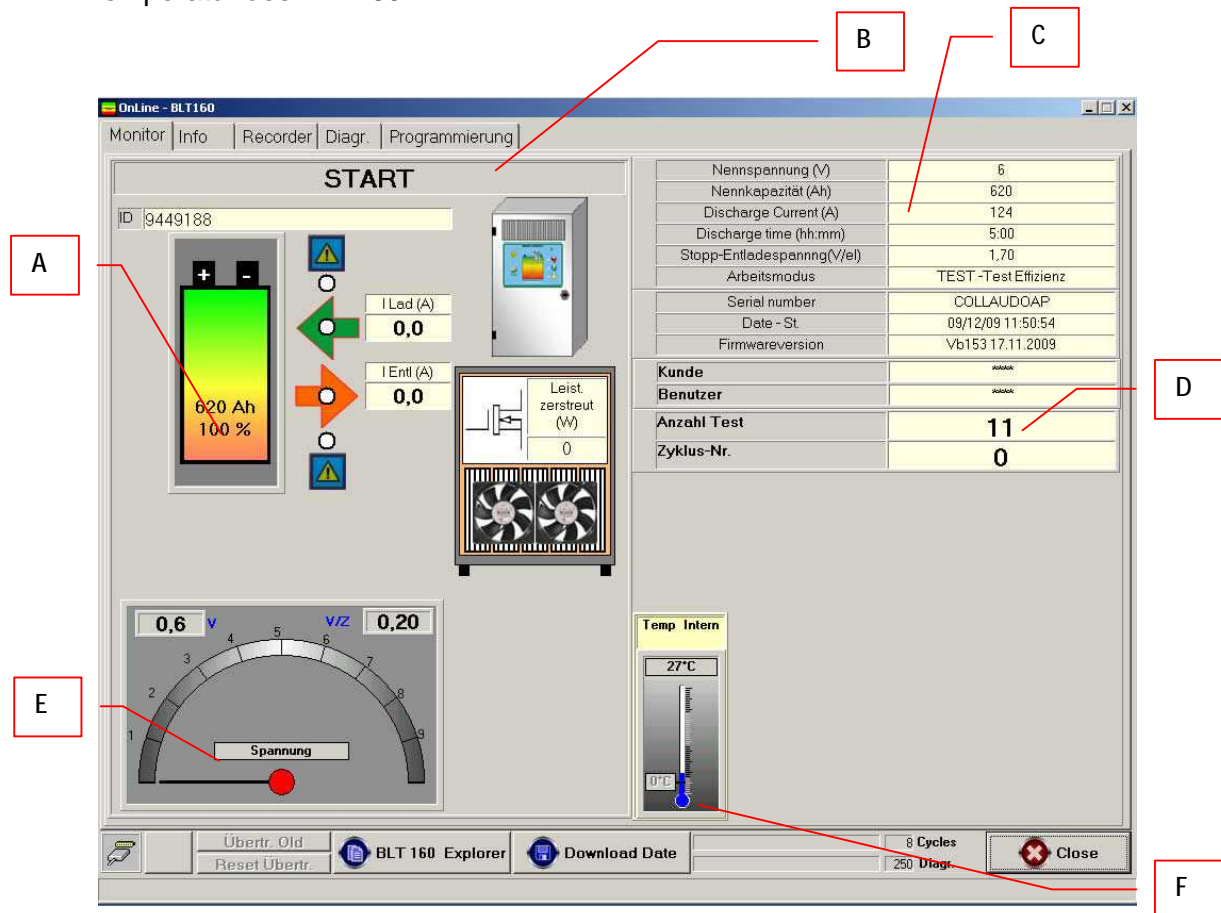 B
C
OnLine - BLT160
Monitor Info Recorder Diagr. Programmierung
START
ID 9449188
A
+ -
620 Ah
100 %
I Lad (A)
0,0
I Entl (A)
0,0
Leist.
zerstreut
(W)
0
Nennspannung (V) 6
Nennkapazität (Ah) 620
Discharge Current (A) 124
Discharge time (hh:mm) 5:00
Stopp-Entladespannng(V/el) 1.70
Arbeitsmodus TEST -Test Effizienz
Serial number COLLAUDOAP
Date - St. 09/12/09 11:50:54
Firmwareversion Vb153 17.11.2009
Kunde
Benutzer ****
Anzahl Test 11
Zyklus-Nr. 0
D
0,6 V V/Z 0,20
1 2 3 4 5 6 7 8 9
Spannung
E
Temp Intern
27°C
0°C
Übertr. Old
Reset Übertr.
BLT 160 Explorer
Download Date
8 Cycles
250 Diagr.
Close
F